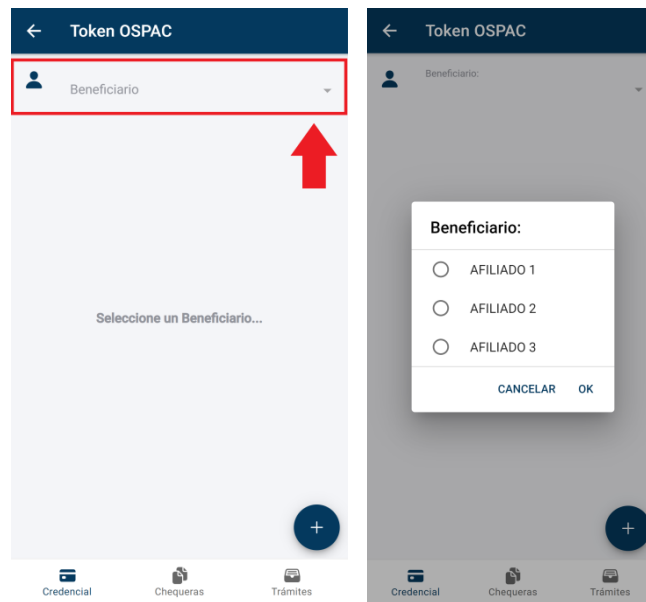 Token OSPAC
Beneficiario
Seleccione un Beneficiario...
+
Credencial
Chequeras
Trámites
Token OSPAC
Beneficiario:
Beneficiario:
AFILIADO 1
AFILIADO 2
AFILIADO 3
CANCELAR OK
+
Credencial
Chequeras
Trámites